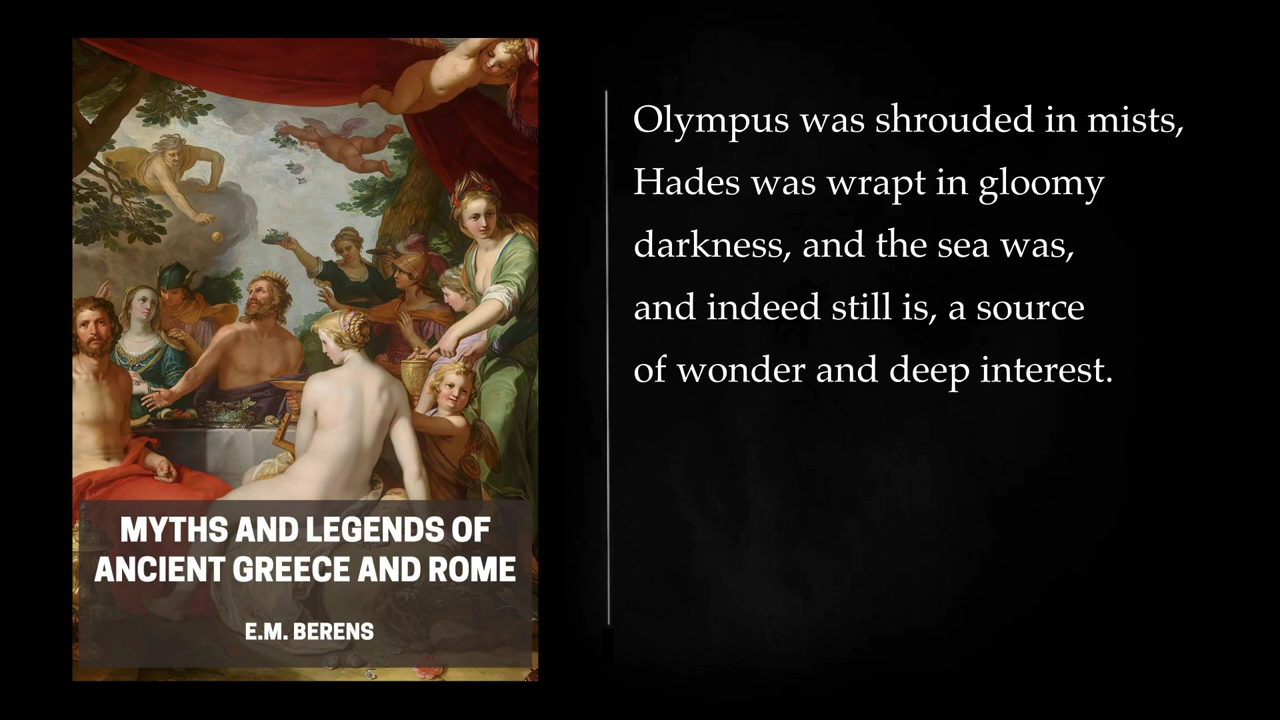 Olympus was shrouded in mists,
Hades was wrapt in gloomy
darkness, and the sea was,
and indeed still is, a source
of wonder and deep interest.
MYTHS AND LEGENDS OF
ANCIENT GREECE AND ROME
E.M. BERENS